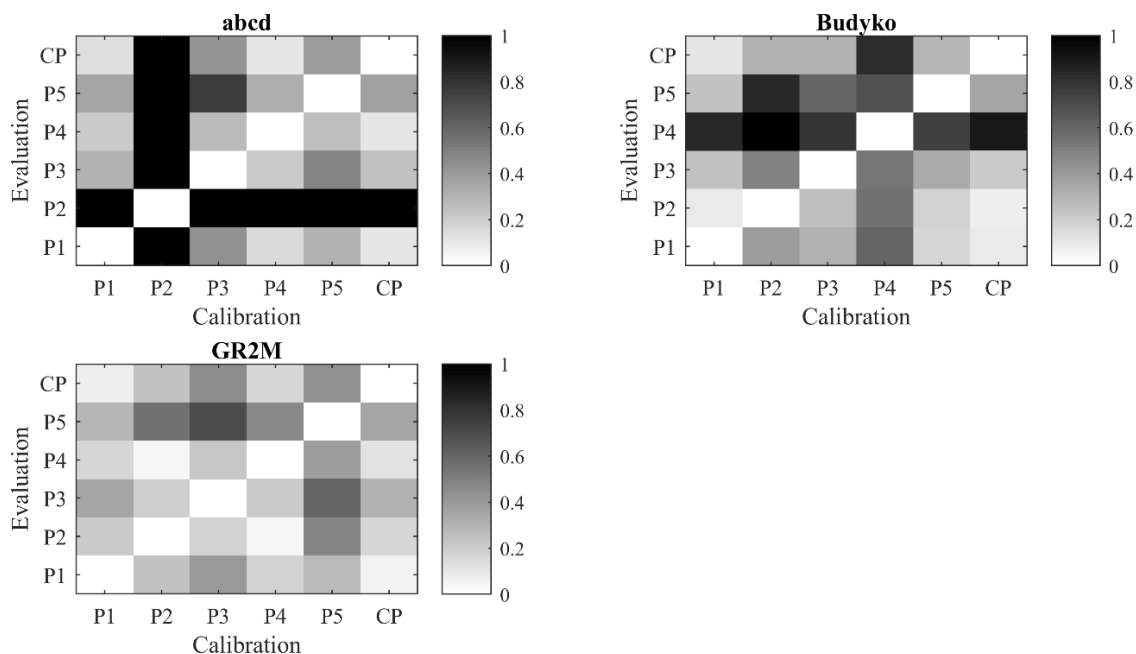 abcd
CP
P5
P4
P3
P2
P1
Evaluation
P1 P2 P3 P4 P5 CP
Calibration
1
0.8
0.6
0.4
0.2
0
Budyko
CP
P5
P4
P3
P2
P1
Evaluation
P1 P2 P3 P4 P5 CP
Calibration
1
0.8
0.6
0.4
0.2
0
GR2M
CP
P5
P4
P3
P2
P1
Evaluation
P1 P2 P3 P4 P5 CP
Calibration
1
0.8
0.6
0.4
0.2
0